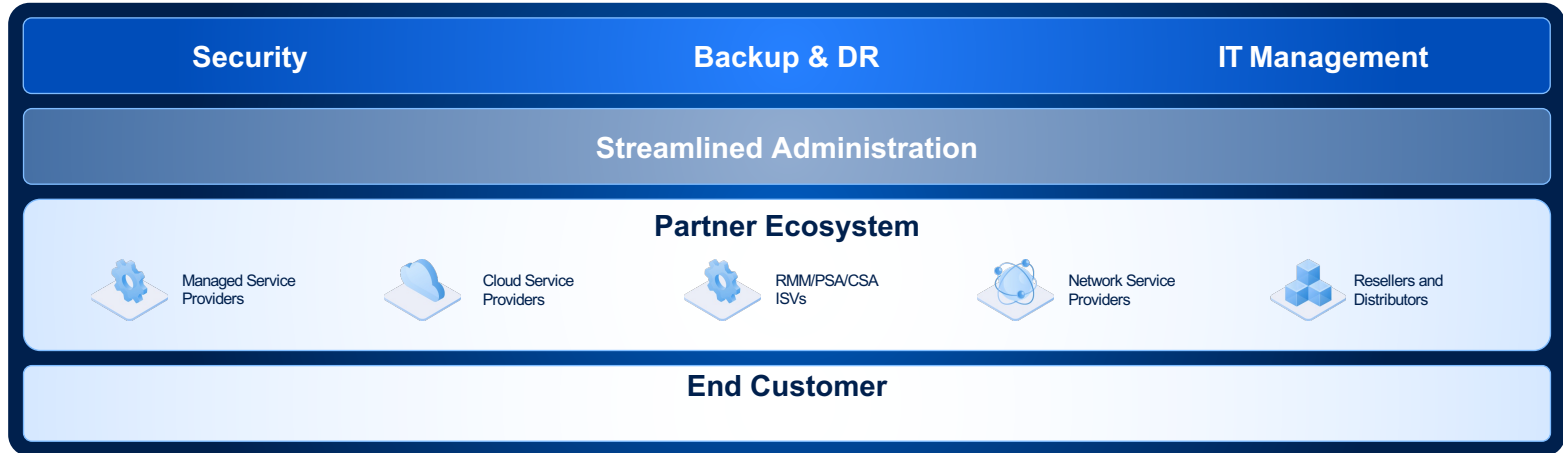 Security
Backup & DR
IT Management
Streamlined Administration
Partner Ecosystem
Managed Service
Providers
Cloud Service
Providers
RMM/PSA/CSA
ISVs
Network Service
Providers
Resellers and
Distributors
End Customer